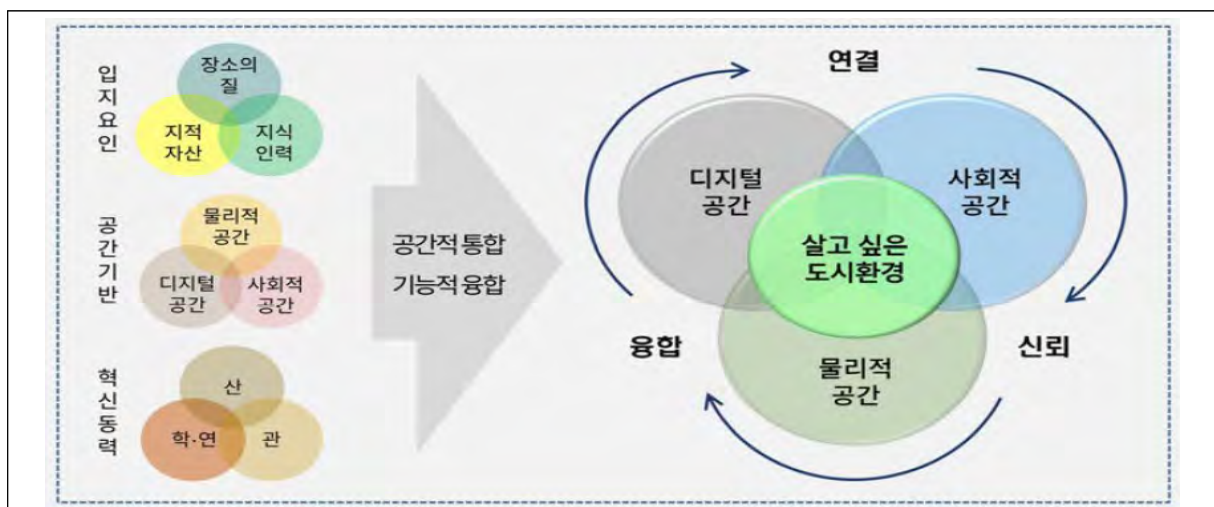 입지요인
장소의
질
지적
자산
지식
인력
공간기반
물리적
공간
디지털
공간
사회적
공간
혁신동력
산
학·연
관
공간적 통합
기능적 융합
연결
디지털
공간
사회적
공간
살고 싶은
도시환경
융합
신뢰
물리적
공간